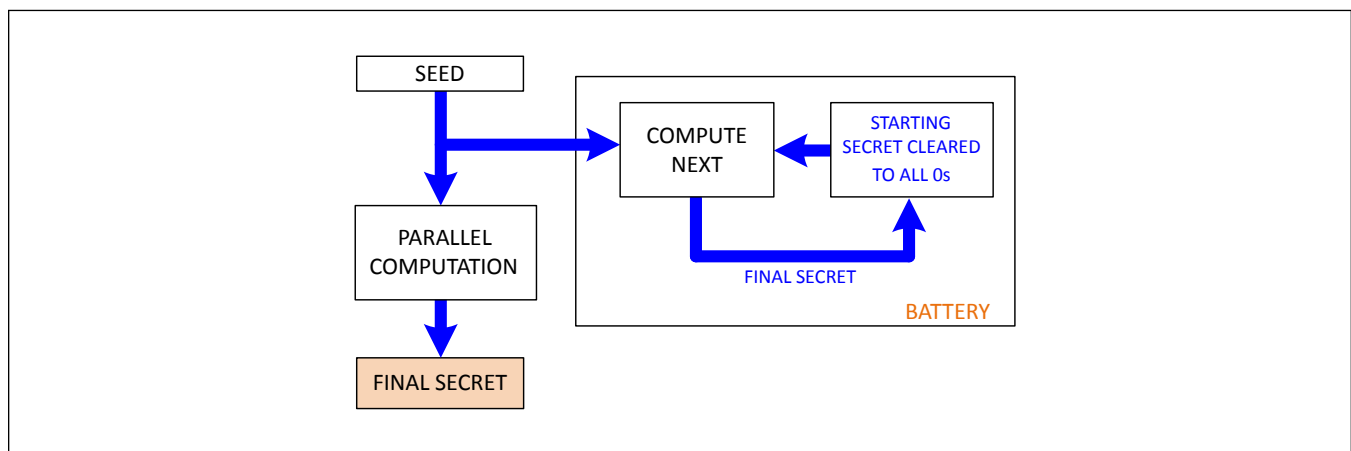 SEED
COMPUTE
NEXT
STARTING
SECRET CLEARED
TO ALL 0s
PARALLEL
COMPUTATION
FINAL SECRET
BATTERY
FINAL SECRET